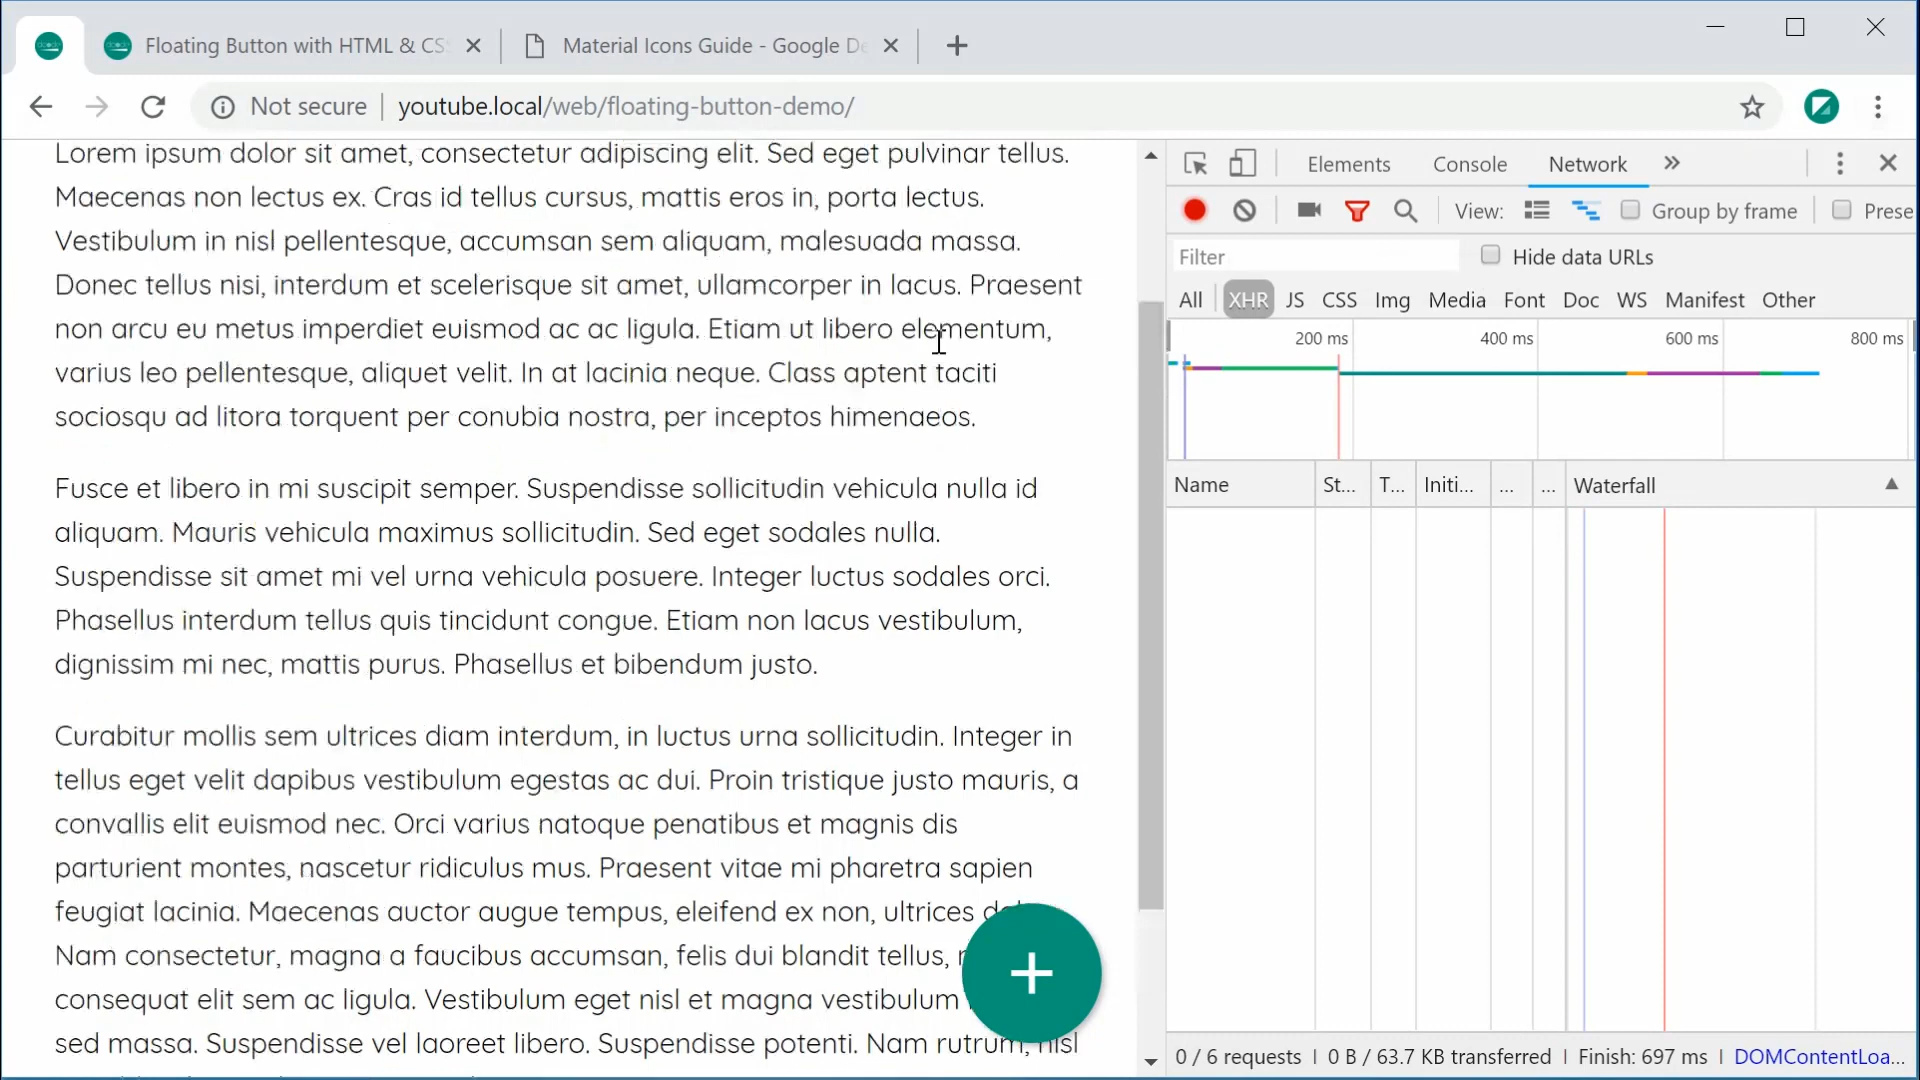 Floating Button with HTML & CSS
Material Icons Guide - Google De
Not secure youtube.local/web/floating-button-demo/
Lorem ipsum dolor sit amet, consectetur adipiscing elit. Sed eget pulvinar tellus.
Maecenas non lectus ex. Cras id tellus cursus, mattis eros in, porta lectus.
Vestibulum in nisl pellentesque, accumsan sem aliquam, malesuada massa.
Donec tellus nisi, interdum et scelerisque sit amet, ullamcorper in lacus. Praesent
non arcu eu metus imperdiet euismod ac ac ligula. Etiam ut libero elementum,
varius leo pellentesque, aliquet velit. In at lacinia neque. Class aptent taciti
sociosqu ad litora torquent per conubia nostra, per inceptos himenaeos.
Fusce et libero in mi suscipit semper. Suspendisse sollicitudin vehicula nulla id
aliquam. Mauris vehicula maximus sollicitudin. Sed eget sodales nulla.
Suspendisse sit amet mi vel urna vehicula posuere. Integer luctus sodales orci.
Phasellus interdum tellus quis tincidunt congue. Etiam non lacus vestibulum,
dignissim mi nec, mattis purus. Phasellus et bibendum justo.
Curabitur mollis sem ultrices diam interdum, in luctus urna sollicitudin. Integer in
tellus eget velit dapibus vestibulum egestas ac dui. Proin tristique justo mauris, a
convallis elit euismod nec. Orci varius natoque penatibus et magnis dis
parturient montes, nascetur ridiculus mus. Praesent vitae mi pharetra sapien
feugiat lacinia. Maecenas auctor augue tempus, eleifend ex non, ultrices
Nam consectetur, magna a faucibus accumsan, felis dui blandit tellus,
consequat elit sem ac ligula. Vestibulum eget nisl et magna vestibulum
sed massa. Suspendisse vel laoreet libero. Suspendisse potenti. Nam rutrum, nisl
Elements Console Network
View: Group by frame Prese
Filter Hide data URLs
All XHR JS CSS Img Media Font Doc WS Manifest Other
200 ms 400 ms 600 ms 800 ms
Name St... T... Initi... ... ... Waterfall
0 / 6 requests | 0 B / 63.7 KB transferred | Finish: 697 ms | DOMContentLoa...